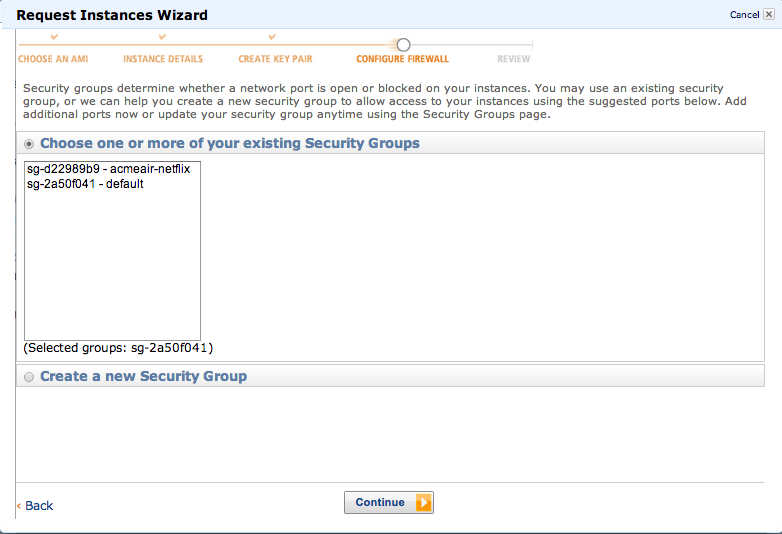 Request Instances Wizard
Cancel
CHOOSE AN AMI INSTANCE DETAILS CREATE KEY PAIR CONFIGURE FIREWALL REVIEW
Security groups determine whether a network port is open or blocked on your instances. You may use an existing security
group, or we can help you create a new security group to allow access to your instances using the suggested ports below. Add
additional ports now or update your security group anytime using the Security Groups page.
Choose one or more of your existing Security Groups
sg-d22989b9 - acmeair-netflix
sg-2a50f041 - default
(Selected groups: sg-2a50f041)
Create a new Security Group
< Back
Continue